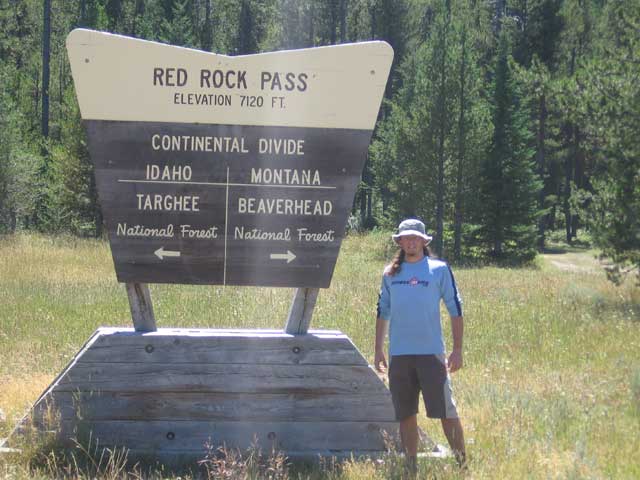 RED ROCK PASS
ELEVATION 7120 FT.
CONTINENTAL DIVIDE
IDAHO MONTANA
TARGHEE BEAVERHEAD
National Forest National Forest